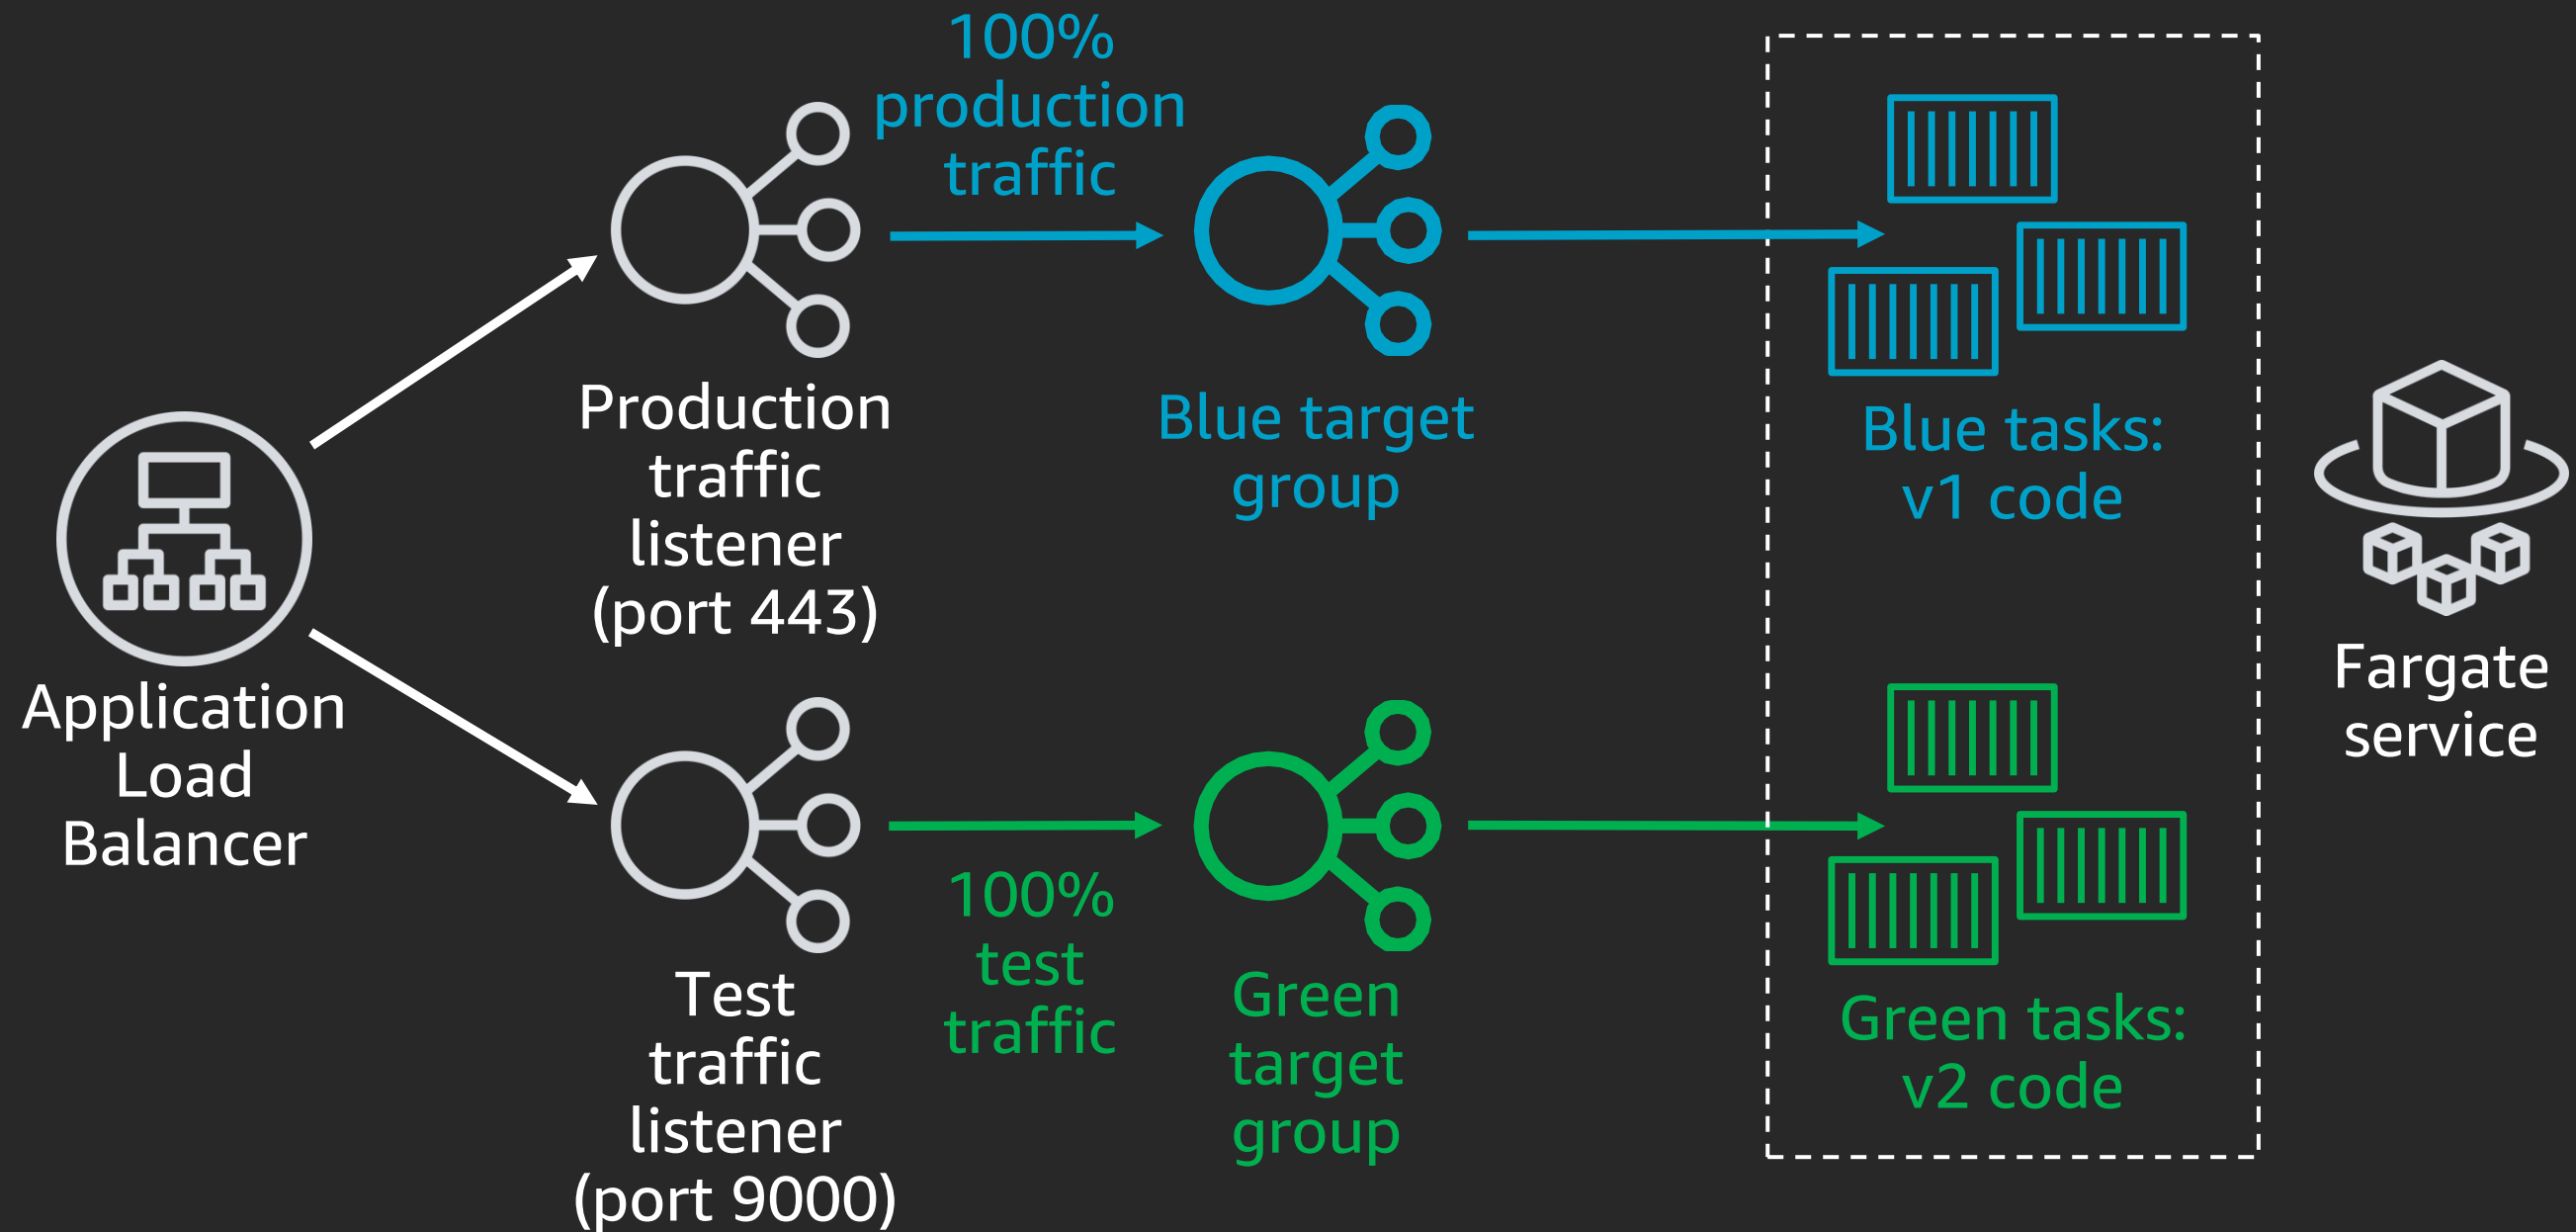 100%
production
traffic
Production
traffic
listener
(port 443)
Blue target
group
Blue tasks:
v1 code
Application
Load
Balancer
Fargate
service
100%
test
traffic
Test
traffic
listener
(port 9000)
Green
target
group
Green tasks:
v2 code